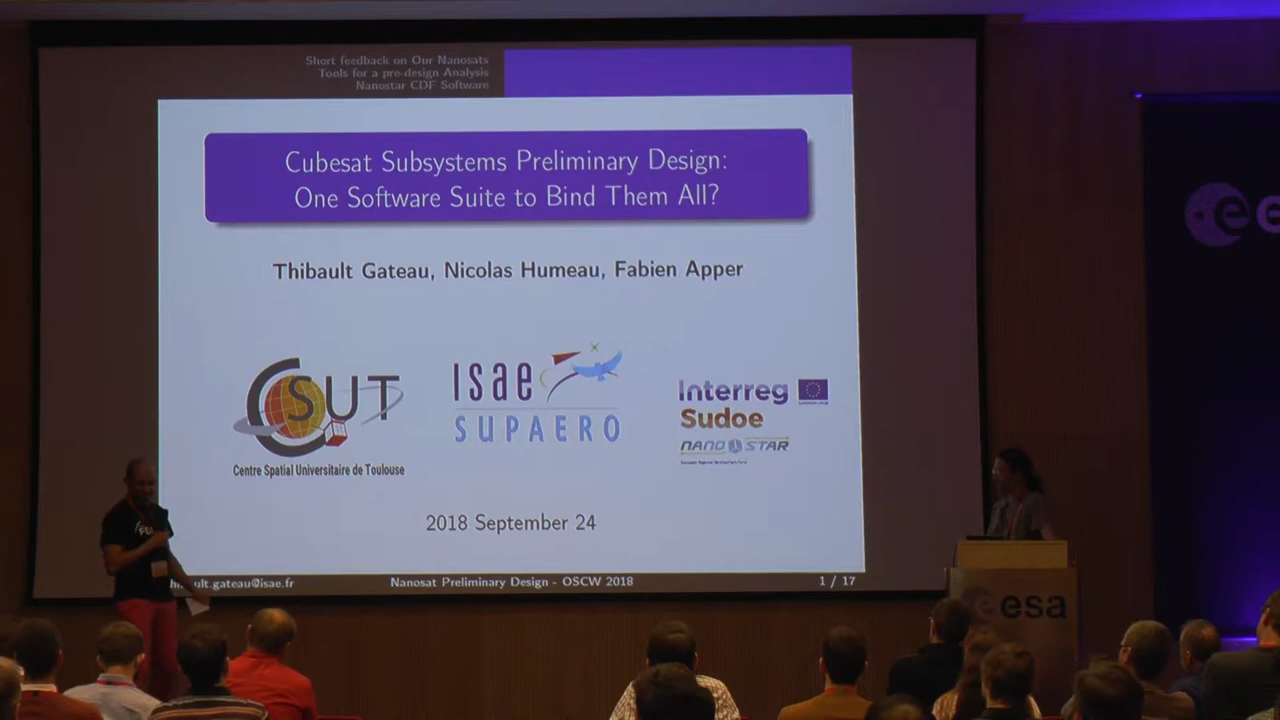 Short feedback on Our Nanosats
Tools for a pre-design Analysis
Nanostar CDF Software
Cubesat Subsystems Preliminary Design:
One Software Suite to Bind Them All?
Thibault Gateau, Nicolas Humeau, Fabien Apper
CSUT
Centre Spatial Universitaire de Toulouse
ISAE
SUPAERO
Interreg
Sudoe
NANO STAR
2018 September 24
ult.gateau@isae.fr
Nanosat Preliminary Design - OSCW 2018
1 / 17
esa
es